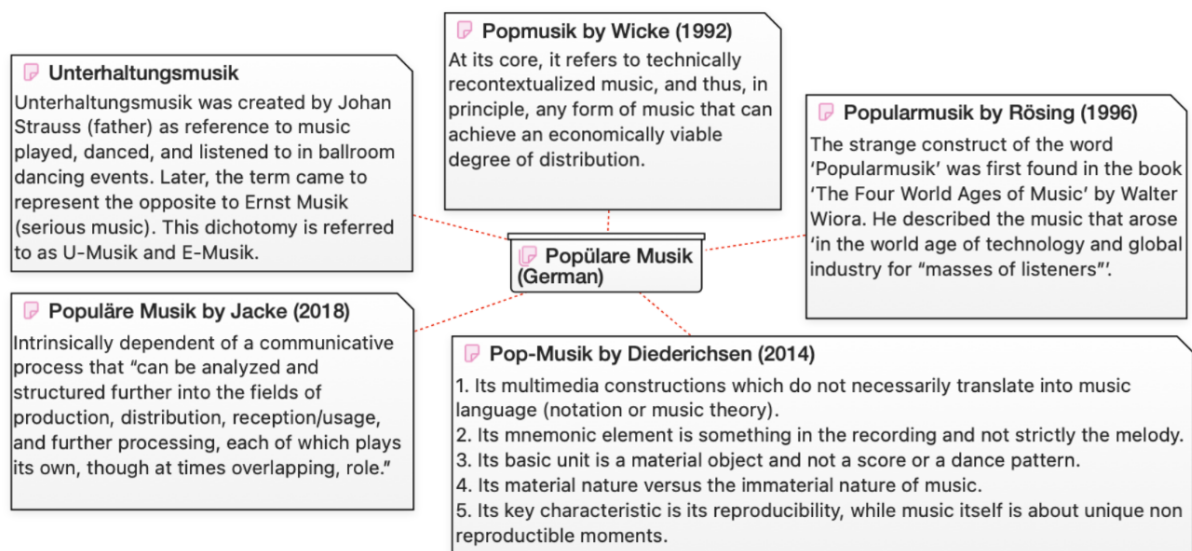 Popmusik by Wicke (1992)
At its core, it refers to technically
recontextualized music, and thus, in
principle, any form of music that can
achieve an economically viable
degree of distribution.
Unterhaltungsmusik
Unterhaltungsmusik was created by Johan
Strauss (father) as reference to music
played, danced, and listened to in ballroom
dancing events. Later, the term came to
represent the opposite to Ernst Musik
(serious music). This dichotomy is referred
to as U-Musik and E-Musik.
Popularmusik by Rösing (1996)
The strange construct of the word
‘Popularmusik’ was first found in the book
‘The Four World Ages of Music’ by Walter
Wiora. He described the music that arose
‘in the world age of technology and global
industry for “masses of listeners”’.
Popülare Musik
(German)
Populäre Musik by Jacke (2018)
Intrinsically dependent of a communicative
process that “can be analyzed and
structured further into the fields of
production, distribution, reception/usage,
and further processing, each of which plays
its own, though at times overlapping, role.”
Pop-Musik by Diederichsen (2014)
1. Its multimedia constructions which do not necessarily translate into music
language (notation or music theory).
2. Its mnemonic element is something in the recording and not strictly the melody.
3. Its basic unit is a material object and not a score or a dance pattern.
4. Its material nature versus the immaterial nature of music.
5. Its key characteristic is its reproducibility, while music itself is about unique non
reproducible moments.